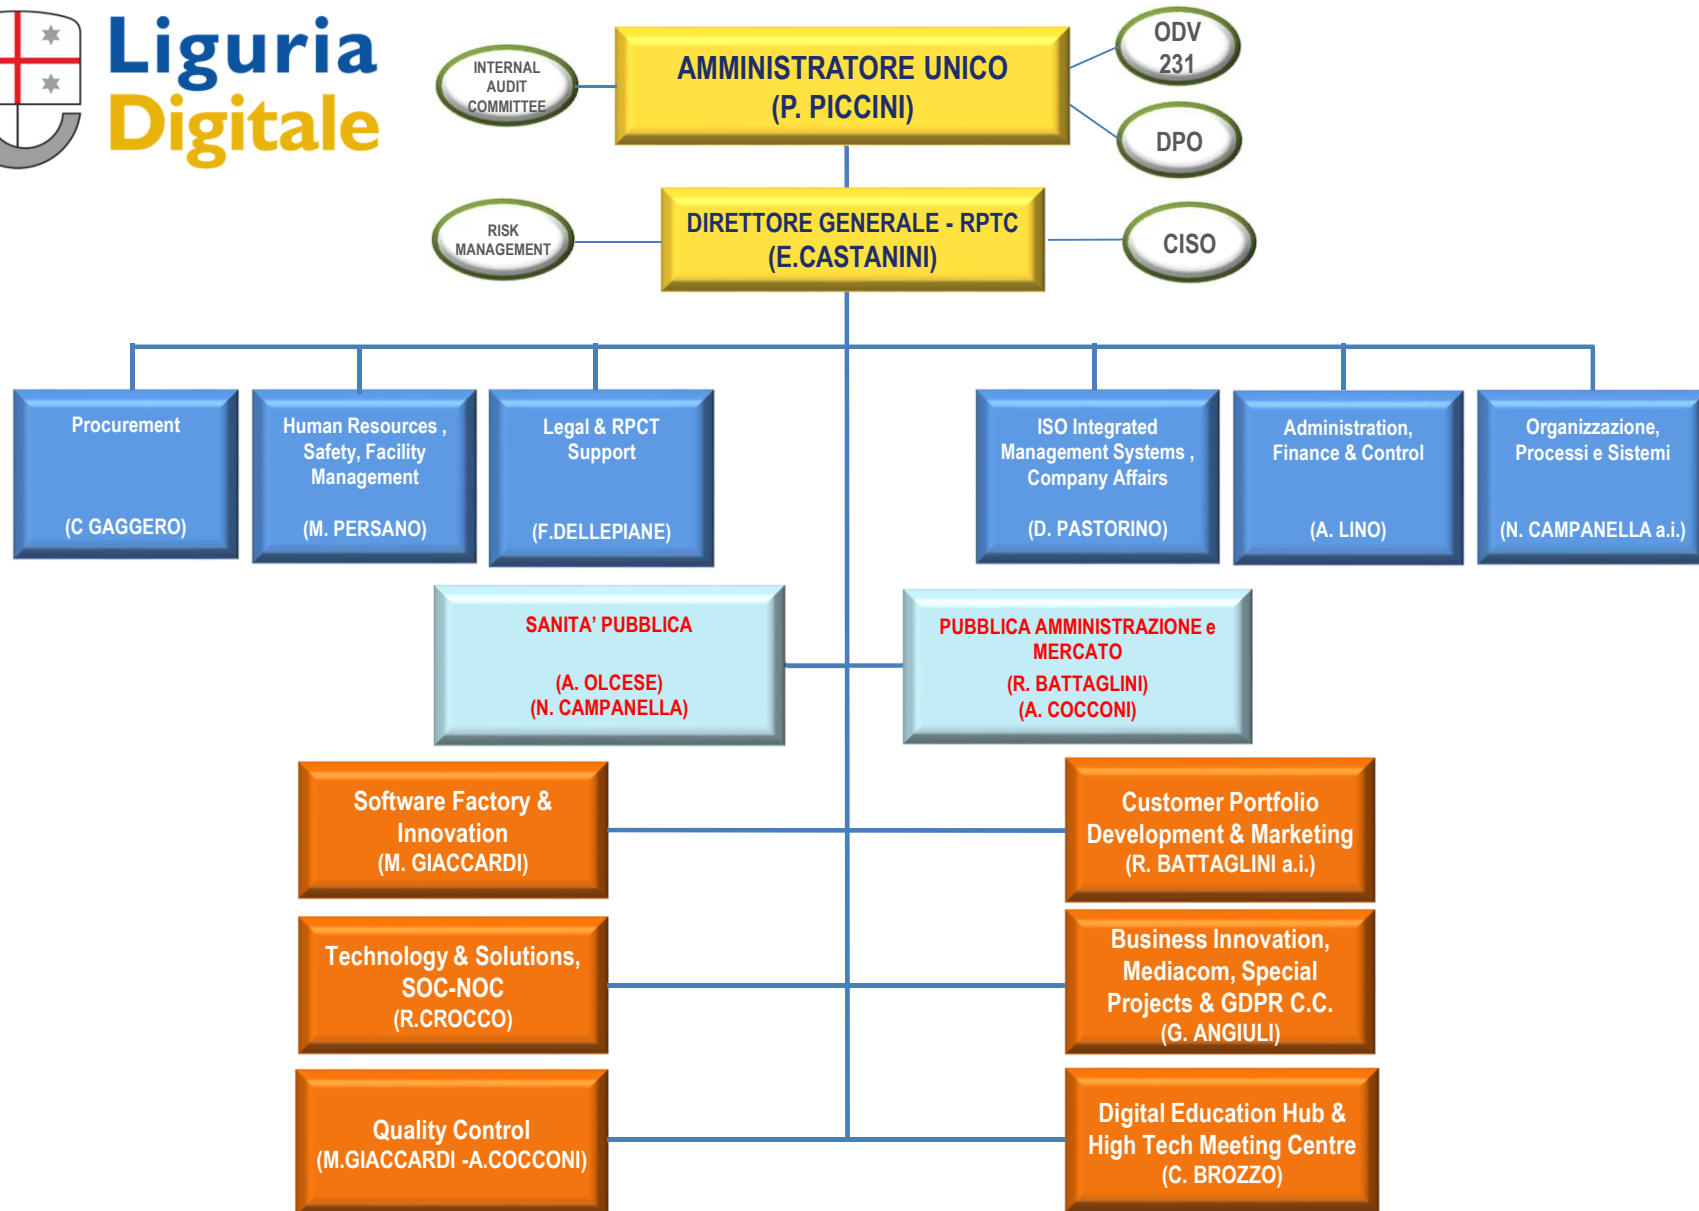 Liguria
Digitale
INTERNAL
AUDIT
COMMITTEE
AMMINISTRATORE UNICO
(P. PICCINI)
ODV
231
DPO
RISK
MANAGEMENT
DIRETTORE GENERALE - RPTC
(E.CASTANINI)
CISO
Procurement
(C GAGGERO)
Human Resources ,
Safety, Facility
Management
(M. PERSANO)
Legal & RPCT
Support
(F.DELLEPIANE)
ISO Integrated
Management Systems ,
Company Affairs
(D. PASTORINO)
Administration,
Finance & Control
(A. LINO)
Organizzazione,
Processi e Sistemi
(N. CAMPANELLA a.i.)
SANITA’ PUBBLICA
(A. OLCESE)
(N. CAMPANELLA)
PUBBLICA AMMINISTRAZIONE e
MERCATO
(R. BATTAGLINI)
(A. COCCONI)
Software Factory &
Innovation
(M. GIACCARDI)
Customer Portfolio
Development & Marketing
(R. BATTAGLINI a.i.)
Technology & Solutions,
SOC-NOC
(R.CROCCO)
Business Innovation,
Mediacom, Special
Projects & GDPR C.C.
(G. ANGIULI)
Quality Control
(M.GIACCARDI -A.COCCONI)
Digital Education Hub &
High Tech Meeting Centre
(C. BROZZO)